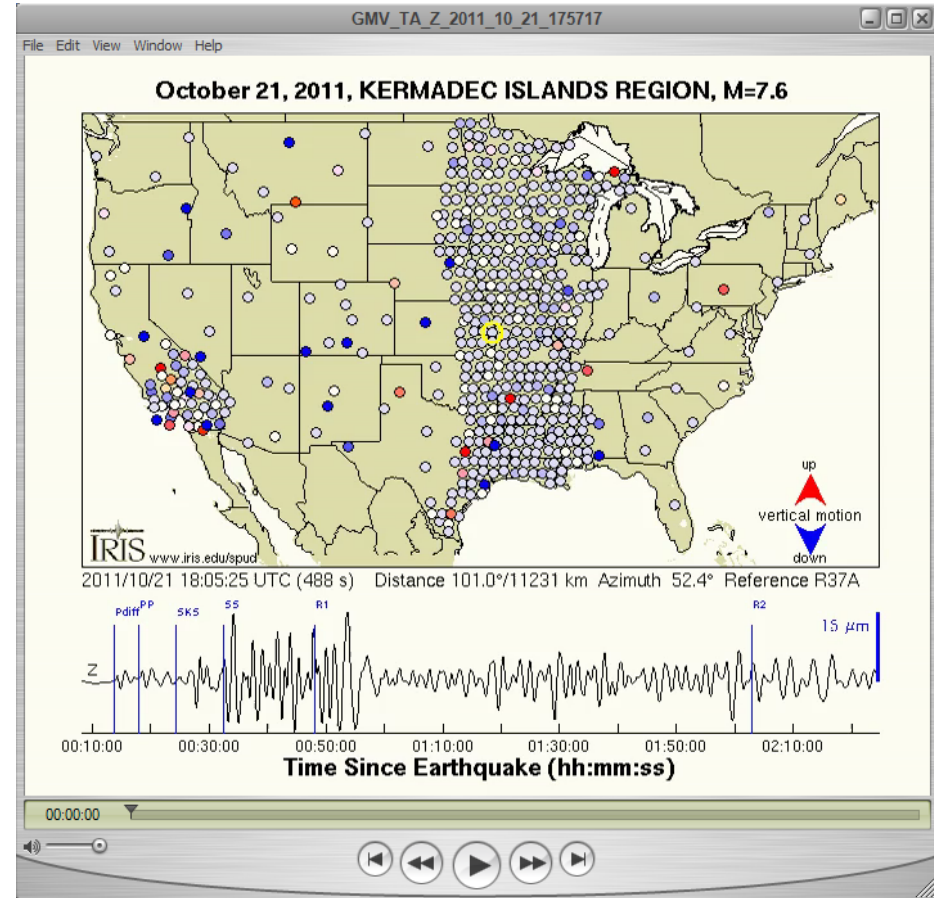 GMV_TA_Z_2011_10_21_175717
File Edit View Window Help
October 21, 2011, KERMADEC ISLANDS REGION, M=7.6
up
vertical motion
down
IRIS www.iris.edu/spud
2011/10/21 18:05:25 UTC (488 s) Distance 101.0°/11231 km Azimuth 52.4° Reference R37A
Pdiff PP SKS SS R1 R2
15 μm
Z
00:10:00 00:30:00 00:50:00 01:10:00 01:30:00 01:50:00 02:10:00
Time Since Earthquake (hh:mm:ss)
00:00:00